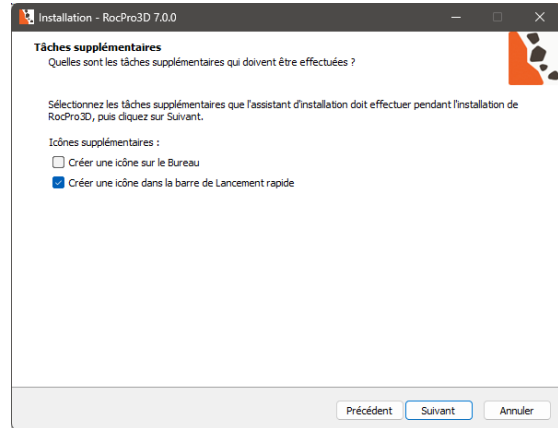 Installation - RocPro3D 7.0.0
Tâches supplémentaires
Quelles sont les tâches supplémentaires qui doivent être effectuées ?
Sélectionnez les tâches supplémentaires que l'assistant d'installation doit effectuer pendant l'installation de
RocPro3D, puis cliquez sur Suivant.
Icônes supplémentaires :
Créer une icône sur le Bureau
Créer une icône dans la barre de Lancement rapide
Précédent Suivant Annuler